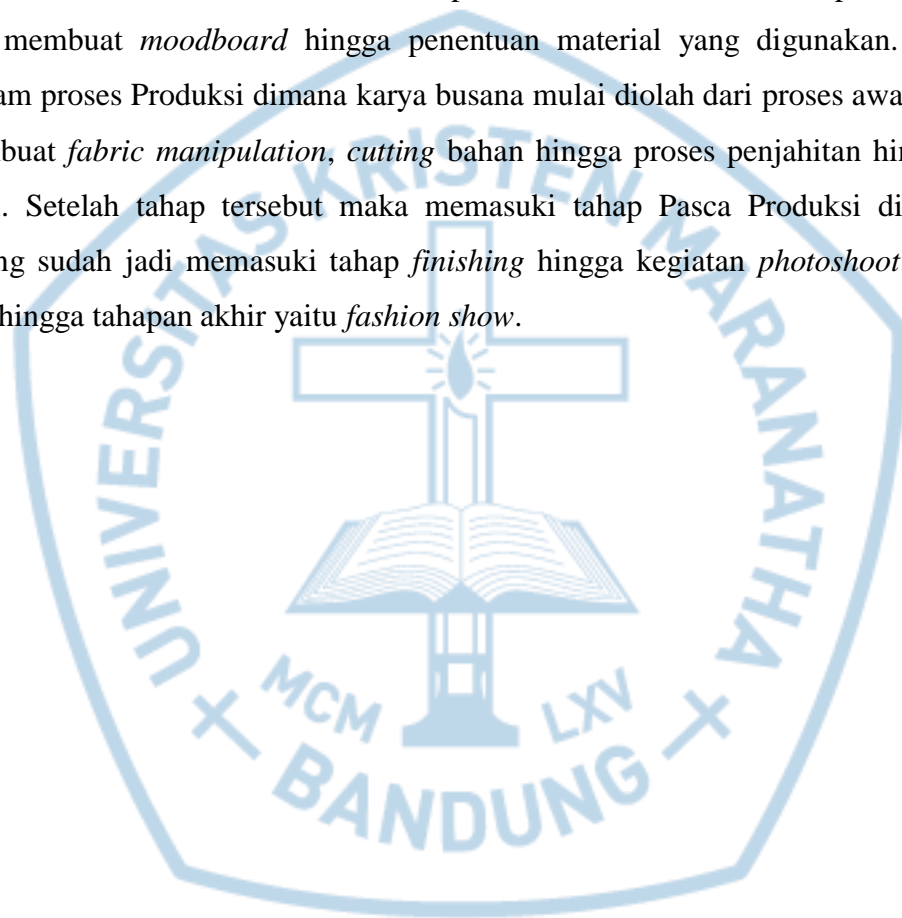 membuat moodboard hingga penentuan material yang digunakan.
am proses Produksi dimana karya busana mulai diolah dari proses awa
buat fabric manipulation, cutting bahan hingga proses penjahitan hin
. Setelah tahap tersebut maka memasuki tahap Pasca Produksi di
ng sudah jadi memasuki tahap finishing hingga kegiatan photoshoot
hingga tahapan akhir yaitu fashion show.
UNIVERSITAS KRISTEN MARANATHA
MCM LXV
BANDUNG